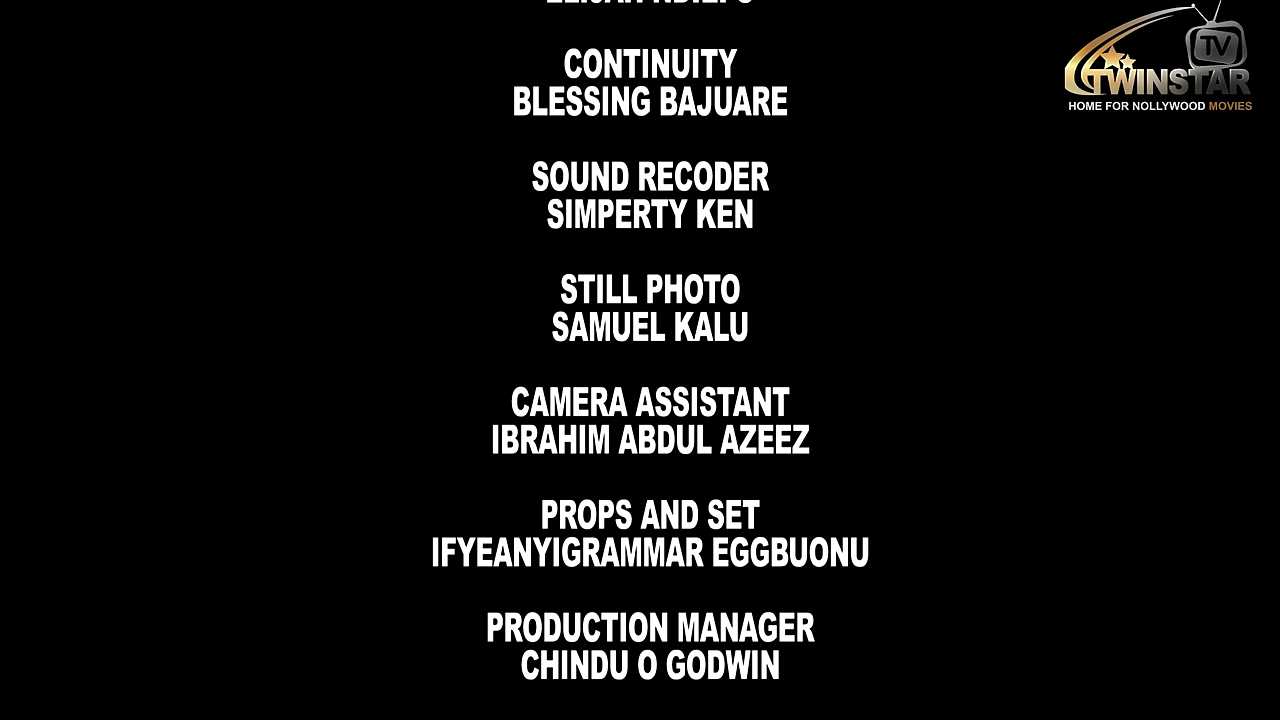 CONTINUITY
BLESSING BAJUARE
SOUND RECODER
SIMPERTY KEN
STILL PHOTO
SAMUEL KALU
CAMERA ASSISTANT
IBRAHIM ABDUL AZEEZ
PROPS AND SET
IFYEANYIGRAMMAR EGGBUONU
PRODUCTION MANAGER
CHINDU O GODWIN
TV
TWINSTAR
HOME FOR NOLLYWOOD MOVIES